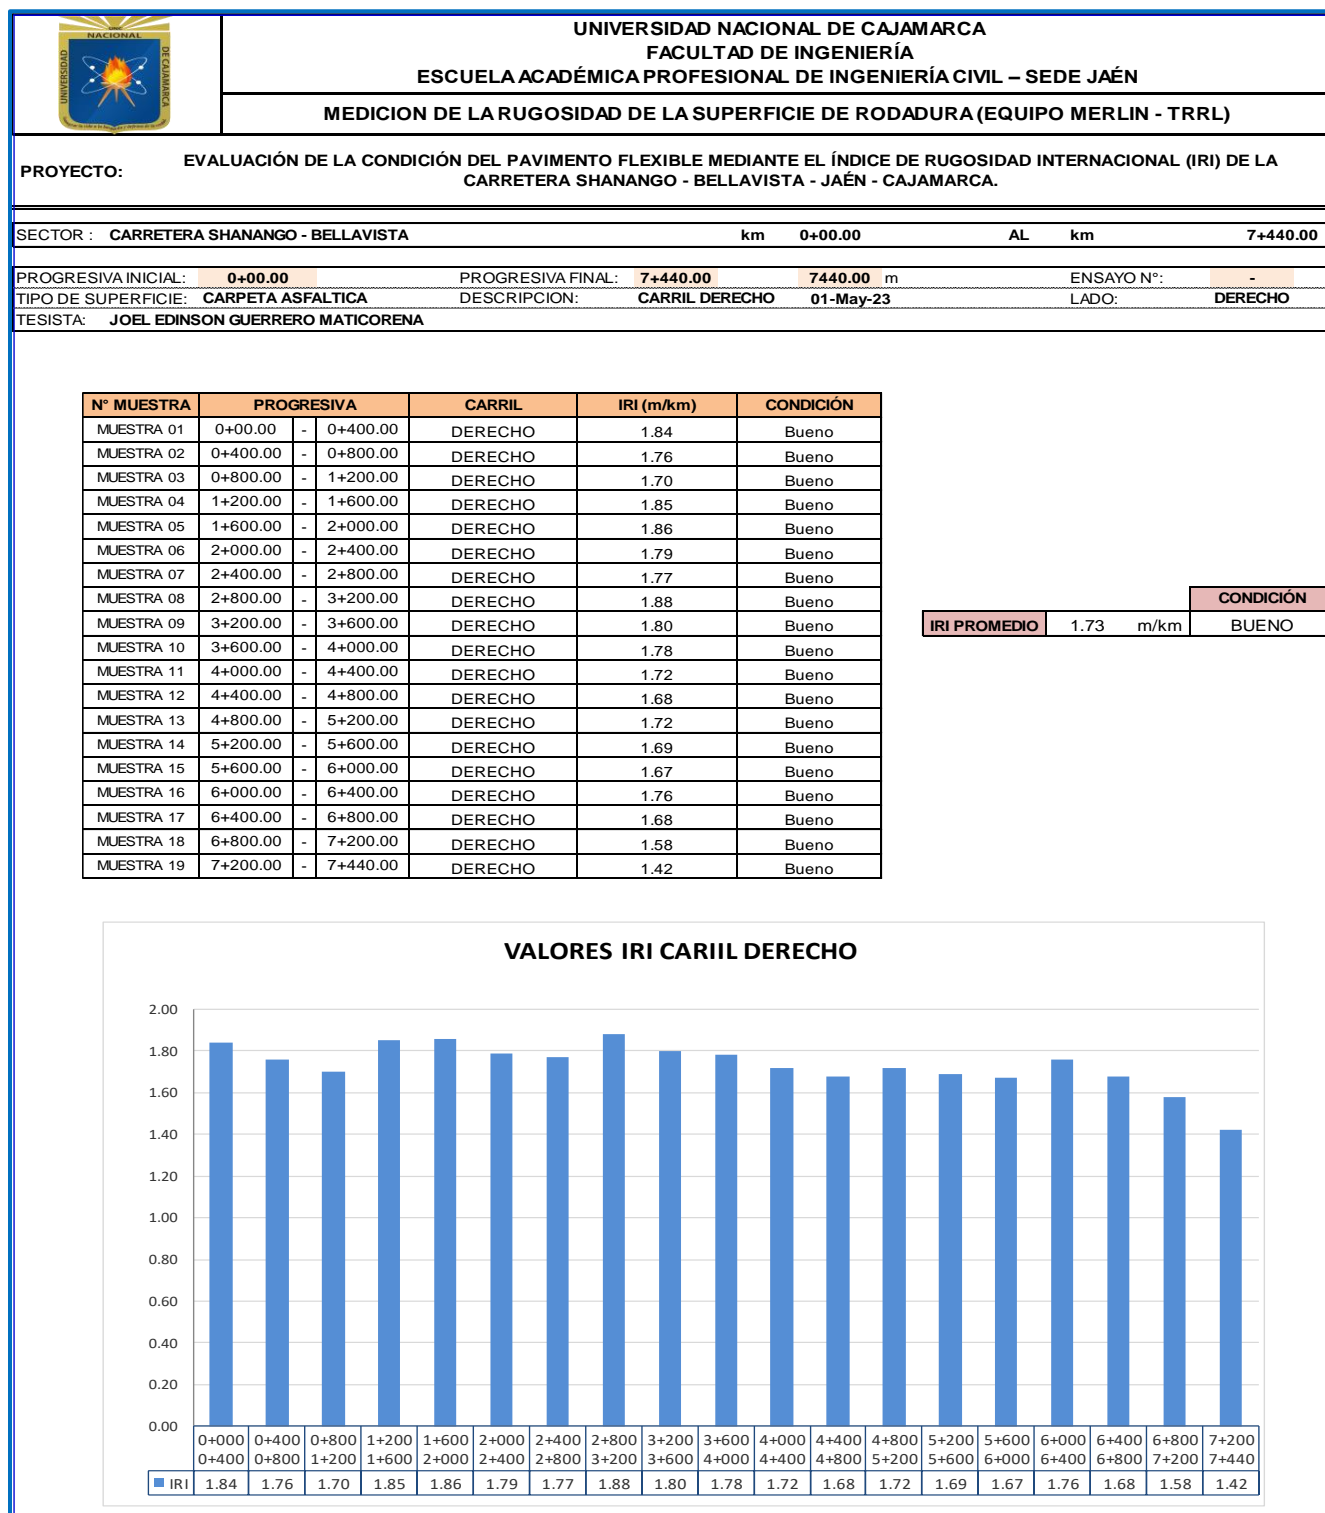 NACIONAL
UNIVERSIDAD
DE CAJAMARCA
UNIVERSIDAD NACIONAL DE CAJAMARCA
FACULTAD DE INGENIERÍA
ESCUELA ACADÉMICA PROFESIONAL DE INGENIERÍA CIVIL – SEDE JAÉN
MEDICION DE LA RUGOSIDAD DE LA SUPERFICIE DE RODADURA (EQUIPO MERLIN - TRRL)
PROYECTO: EVALUACIÓN DE LA CONDICIÓN DEL PAVIMENTO FLEXIBLE MEDIANTE EL ÍNDICE DE RUGOSIDAD INTERNACIONAL (IRI) DE LA
CARRETERA SHANANGO - BELLAVISTA - JAÉN - CAJAMARCA.
SECTOR : CARRETERA SHANANGO - BELLAVISTA km 0+00.00 AL km 7+440.00
PROGRESIVA INICIAL: 0+00.00 PROGRESIVA FINAL: 7+440.00 7440.00 m ENSAYO N°: -
TIPO DE SUPERFICIE: CARPETA ASFALTICA DESCRIPCION: CARRIL DERECHO 01-May-23 LADO: DERECHO
TESISTA: JOEL EDINSON GUERRERO MATICORENA
N° MUESTRA PROGRESIVA CARRIL IRI (m/km) CONDICIÓN
MUESTRA 01 0+00.00 - 0+400.00 DERECHO 1.84 Bueno
MUESTRA 02 0+400.00 - 0+800.00 DERECHO 1.76 Bueno
MUESTRA 03 0+800.00 - 1+200.00 DERECHO 1.70 Bueno
MUESTRA 04 1+200.00 - 1+600.00 DERECHO 1.85 Bueno
MUESTRA 05 1+600.00 - 2+000.00 DERECHO 1.86 Bueno
MUESTRA 06 2+000.00 - 2+400.00 DERECHO 1.79 Bueno
MUESTRA 07 2+400.00 - 2+800.00 DERECHO 1.77 Bueno
MUESTRA 08 2+800.00 - 3+200.00 DERECHO 1.88 Bueno
MUESTRA 09 3+200.00 - 3+600.00 DERECHO 1.80 Bueno
MUESTRA 10 3+600.00 - 4+000.00 DERECHO 1.78 Bueno
MUESTRA 11 4+000.00 - 4+400.00 DERECHO 1.72 Bueno
MUESTRA 12 4+400.00 - 4+800.00 DERECHO 1.68 Bueno
MUESTRA 13 4+800.00 - 5+200.00 DERECHO 1.72 Bueno
MUESTRA 14 5+200.00 - 5+600.00 DERECHO 1.69 Bueno
MUESTRA 15 5+600.00 - 6+000.00 DERECHO 1.67 Bueno
MUESTRA 16 6+000.00 - 6+400.00 DERECHO 1.76 Bueno
MUESTRA 17 6+400.00 - 6+800.00 DERECHO 1.68 Bueno
MUESTRA 18 6+800.00 - 7+200.00 DERECHO 1.58 Bueno
MUESTRA 19 7+200.00 - 7+440.00 DERECHO 1.42 Bueno
CONDICIÓN
IRI PROMEDIO 1.73 m/km BUENO
VALORES IRI CARIIL DERECHO
2.00
1.80
1.60
1.40
1.20
1.00
0.80
0.60
0.40
0.20
0.00
0+000 0+400 0+800 1+200 1+600 2+000 2+400 2+800 3+200 3+600 4+000 4+400 4+800 5+200 5+600 6+000 6+400 6+800 7+200
0+400 0+800 1+200 1+600 2+000 2+400 2+800 3+200 3+600 4+000 4+400 4+800 5+200 5+600 6+000 6+400 6+800 7+200 7+440
IRI 1.84 1.76 1.70 1.85 1.86 1.79 1.77 1.88 1.80 1.78 1.72 1.68 1.72 1.69 1.67 1.76 1.68 1.58 1.42